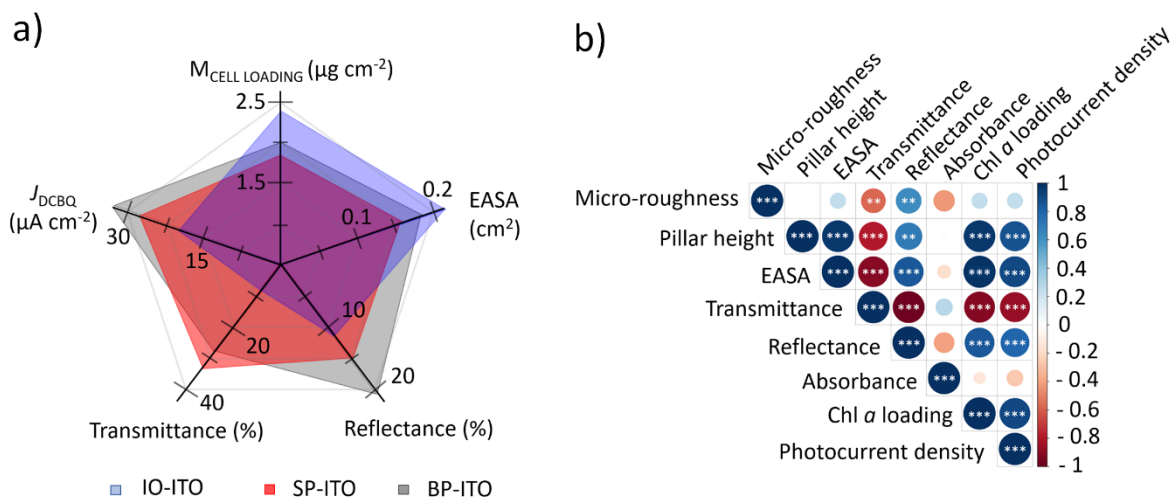 a)
M_CELL LOADING (μg cm⁻²)
2.5
1.5
0.2
EASA
(cm²)
0.1
J_DCBQ
(μA cm⁻²)
30
15
10
20
20
40
Transmittance (%)
Reflectance (%)
IO-ITO
SP-ITO
BP-ITO
b)
Micro-roughness
Pillar height
EASA
Transmittance
Reflectance
Absorbance
Chl a loading
Photocurrent density
Micro-roughness *** ** **
Pillar height *** *** *** ** *** ***
EASA *** *** *** *** ***
Transmittance *** *** *** ***
Reflectance *** *** ***
Absorbance ***
Chl a loading *** ***
Photocurrent density ***
1
0.8
0.6
0.4
0.2
0
- 0.2
- 0.4
- 0.6
- 0.8
- 1